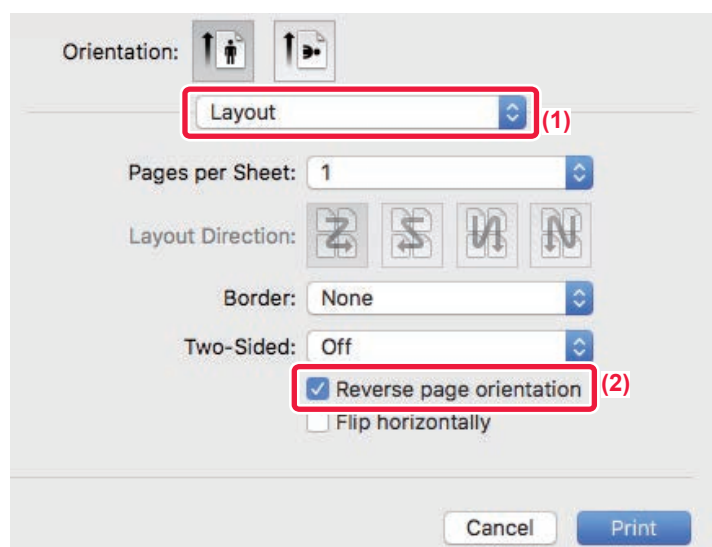 Orientation:
Layout
(1)
Pages per Sheet: 1
Layout Direction:
Border: None
Two-Sided: Off
Reverse page orientation
(2)
Flip horizontally
Cancel Print